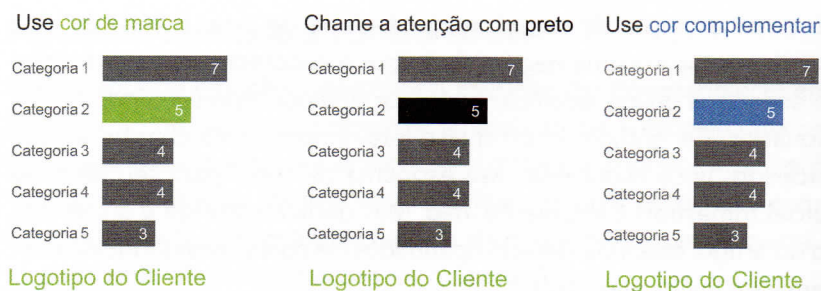 Use cor de marca
Categoria 1 7
Categoria 2 5
Categoria 3 4
Categoria 4 4
Categoria 5 3
Logotipo do Cliente
Chame a atenção com preto
Categoria 1 7
Categoria 2 5
Categoria 3 4
Categoria 4 4
Categoria 5 3
Logotipo do Cliente
Use cor complementar
Categoria 1 7
Categoria 2 5
Categoria 3 4
Categoria 4 4
Categoria 5 3
Logotipo do Cliente